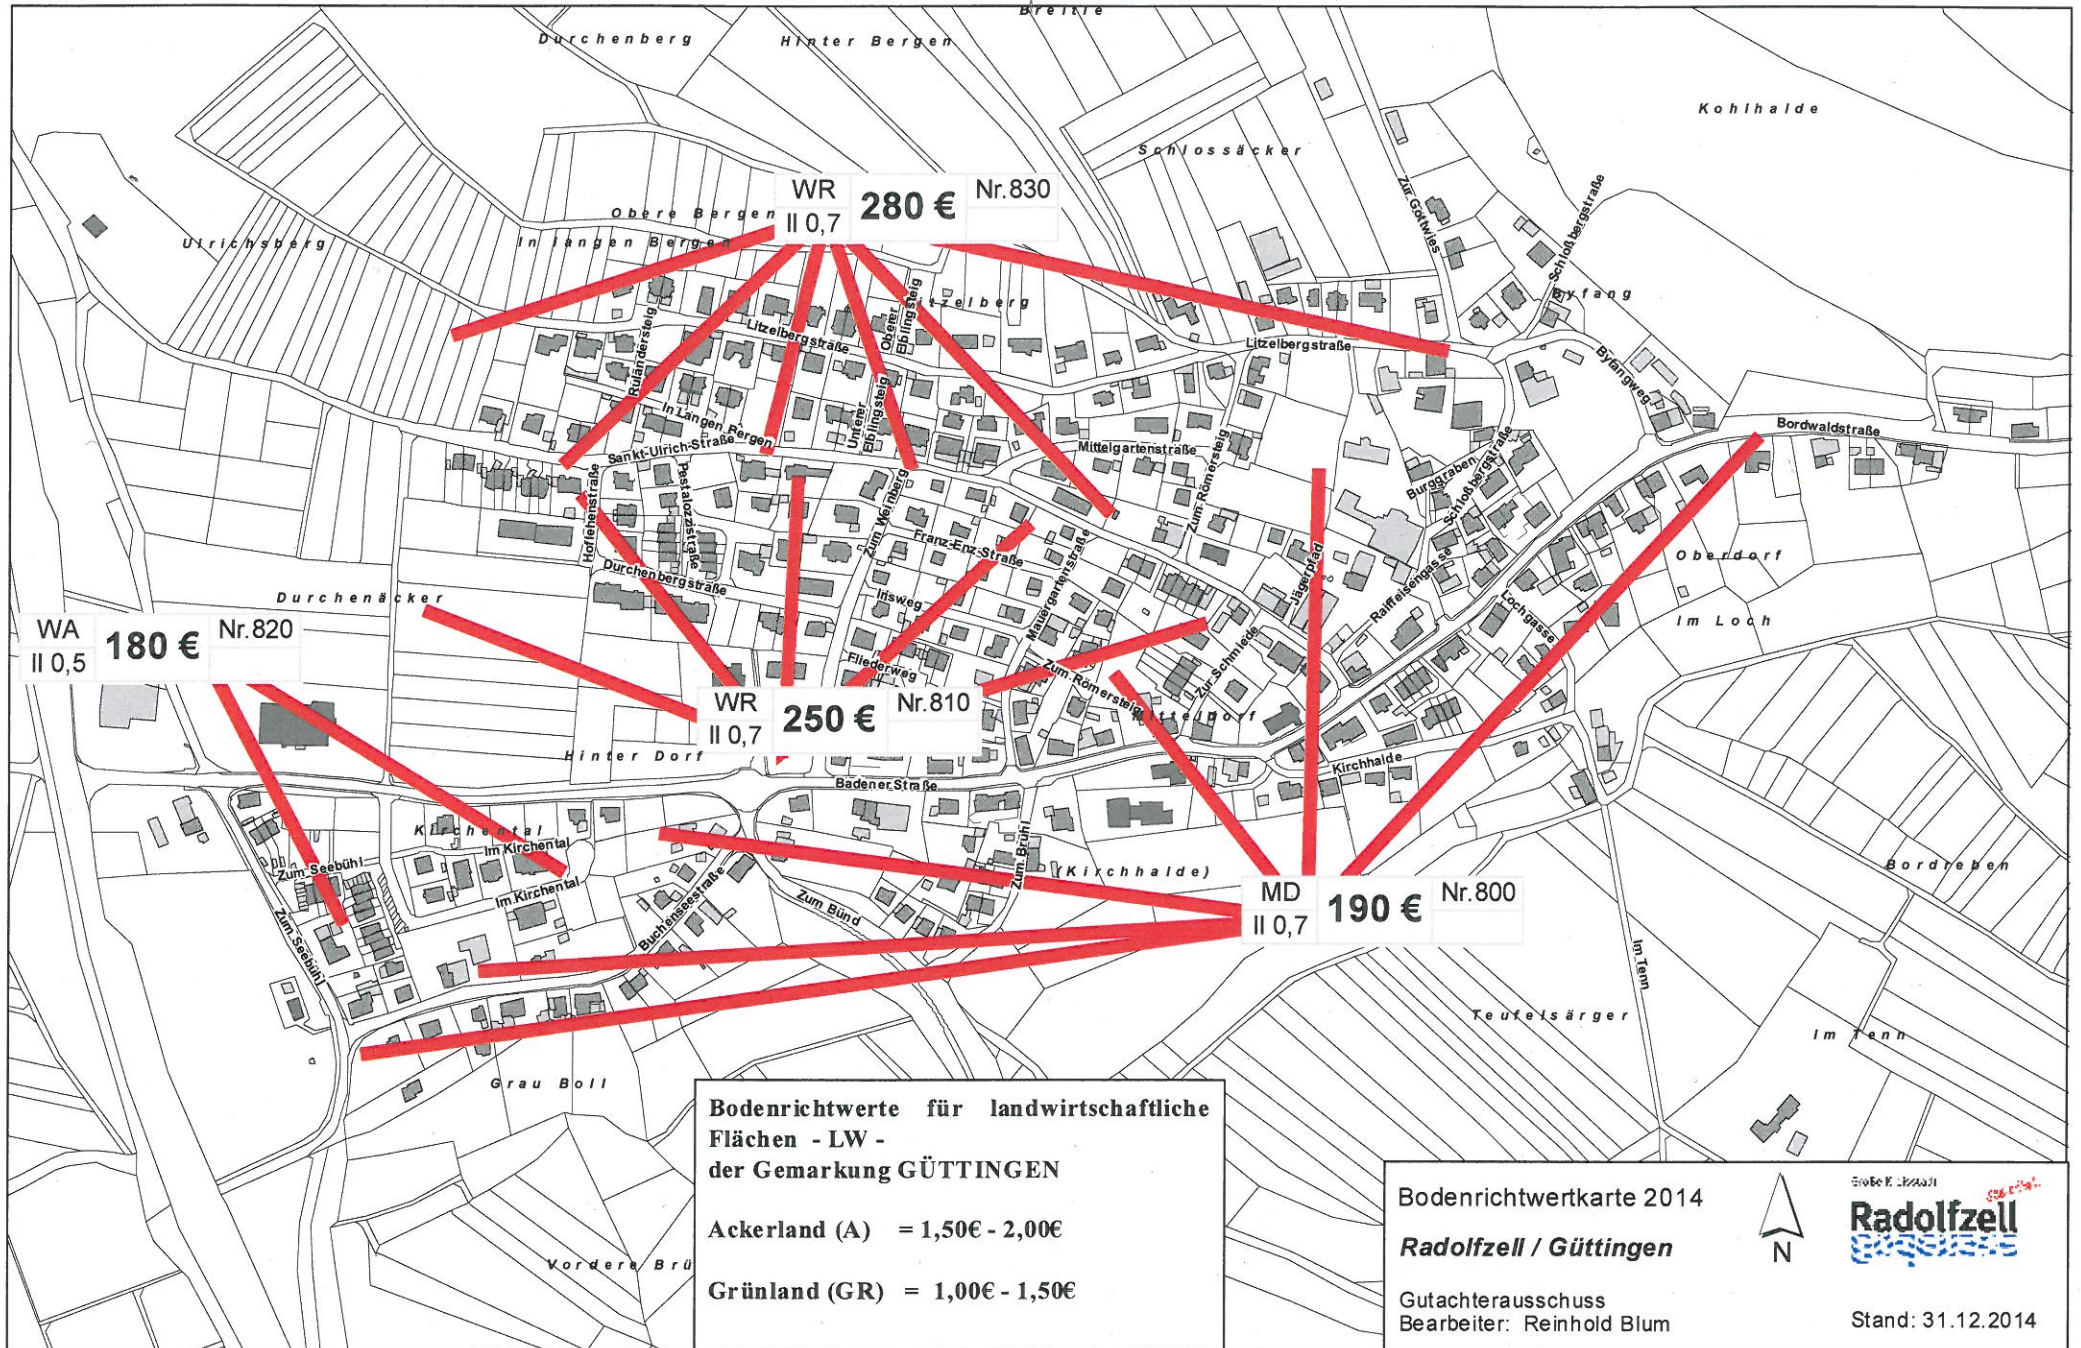 Breitle
Durchenberg
Hinter Bergen
Kohlhalde
Schlossäcker
Zur Gottwies
Schloßbergstraße
WR 280 € Nr.830
II 0,7
Obere Bergen
Ulrichsberg
In langen Bergen
Byfang
Oberer
Elblingsteig
Ruländersteig
Litzelbergstraße
Litzelbergstraße
Byfangweg
In Langen Bergen
Unterer
Elblingsteig
Bordwaldstraße
Sankt-Ulrich-Straße
Mittelgartenstraße
Zum Römersteig
Burggraben
Schloßbergstraße
Hoflehenstraße
Pestalozzistraße
Zum Weinberg
Franz-Enz-Straße
Mauergartenstraße
Jägerpfad
Raiffeisengasse
Oberdorf
Durchenbergstraße
Durchenäcker
Irisweg
Lochgasse
Im Loch
WA 180 € Nr.820
II 0,5
Fliederweg
Zum Römersteig
Zur Schmiede
WR 250 € Nr.810
II 0,7
Mitteldorf
Hinter Dorf
Kirchhalde
Badener Straße
Kirchental
Im Kirchental
Zum Seebühl
Im Kirchental
Zum Seebühl
Buchenseestraße
Zum Bünd
Zum Brühl
(Kirchhalde)
Bordreben
MD 190 € Nr.800
II 0,7
Im Tenn
Teufelsärger
Im Tenn
Grau Boll
Vordere Brü
Bodenrichtwerte für landwirtschaftliche
Flächen - LW -
der Gemarkung GÜTTINGEN
Ackerland (A) = 1,50€ - 2,00€
Grünland (GR) = 1,00€ - 1,50€
Bodenrichtwertkarte 2014
Radolfzell / Güttingen
N
Radolfzell
Gutachterausschuss
Bearbeiter: Reinhold Blum
Stand: 31.12.2014